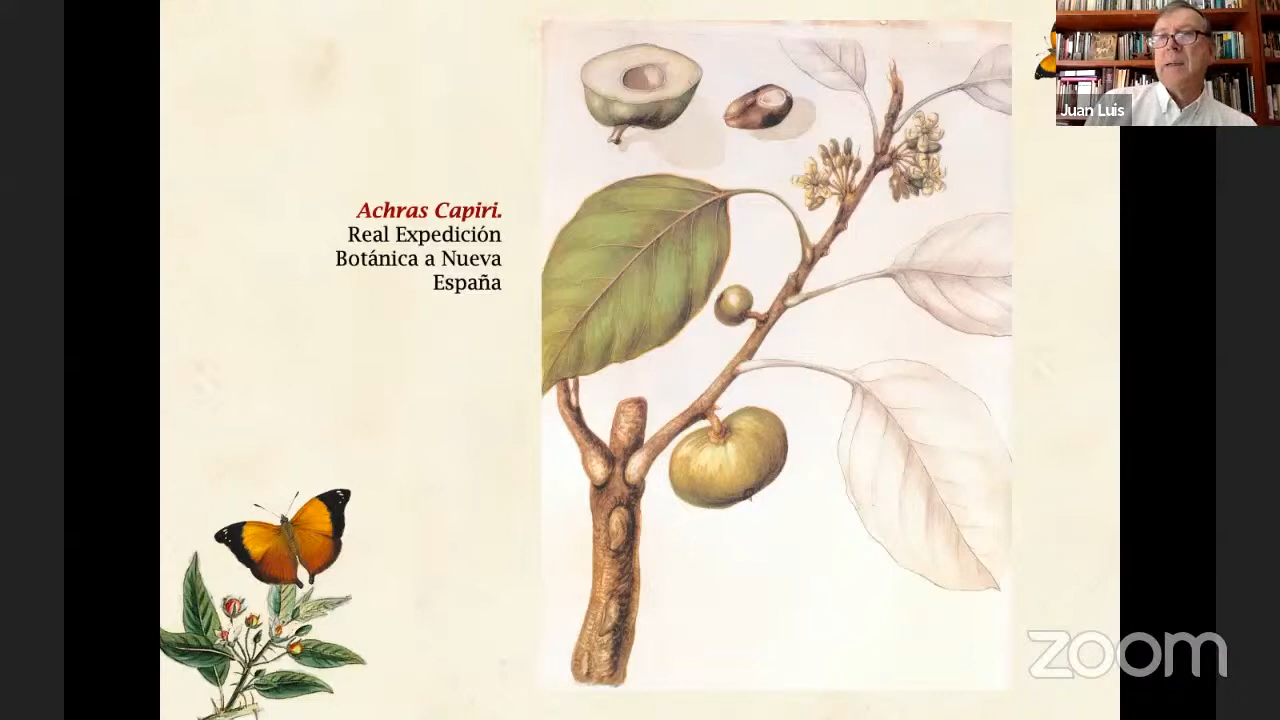 Juan Luis
Achras Capiri.
Real Expedición
Botánica a Nueva
España
zoom